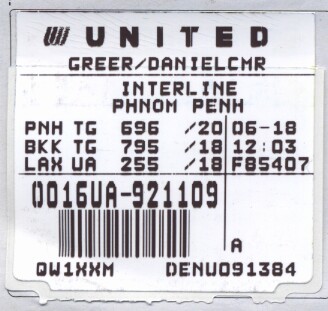 UNITED
GREER/DANIELCMR
INTERLINE
PHNOM PENH
PNH TG 696 /20 06-18
BKK TG 795 /18 12:03
LAX UA 255 /18 F85407
0016UA-921109
A
QW1XXM DENU091384